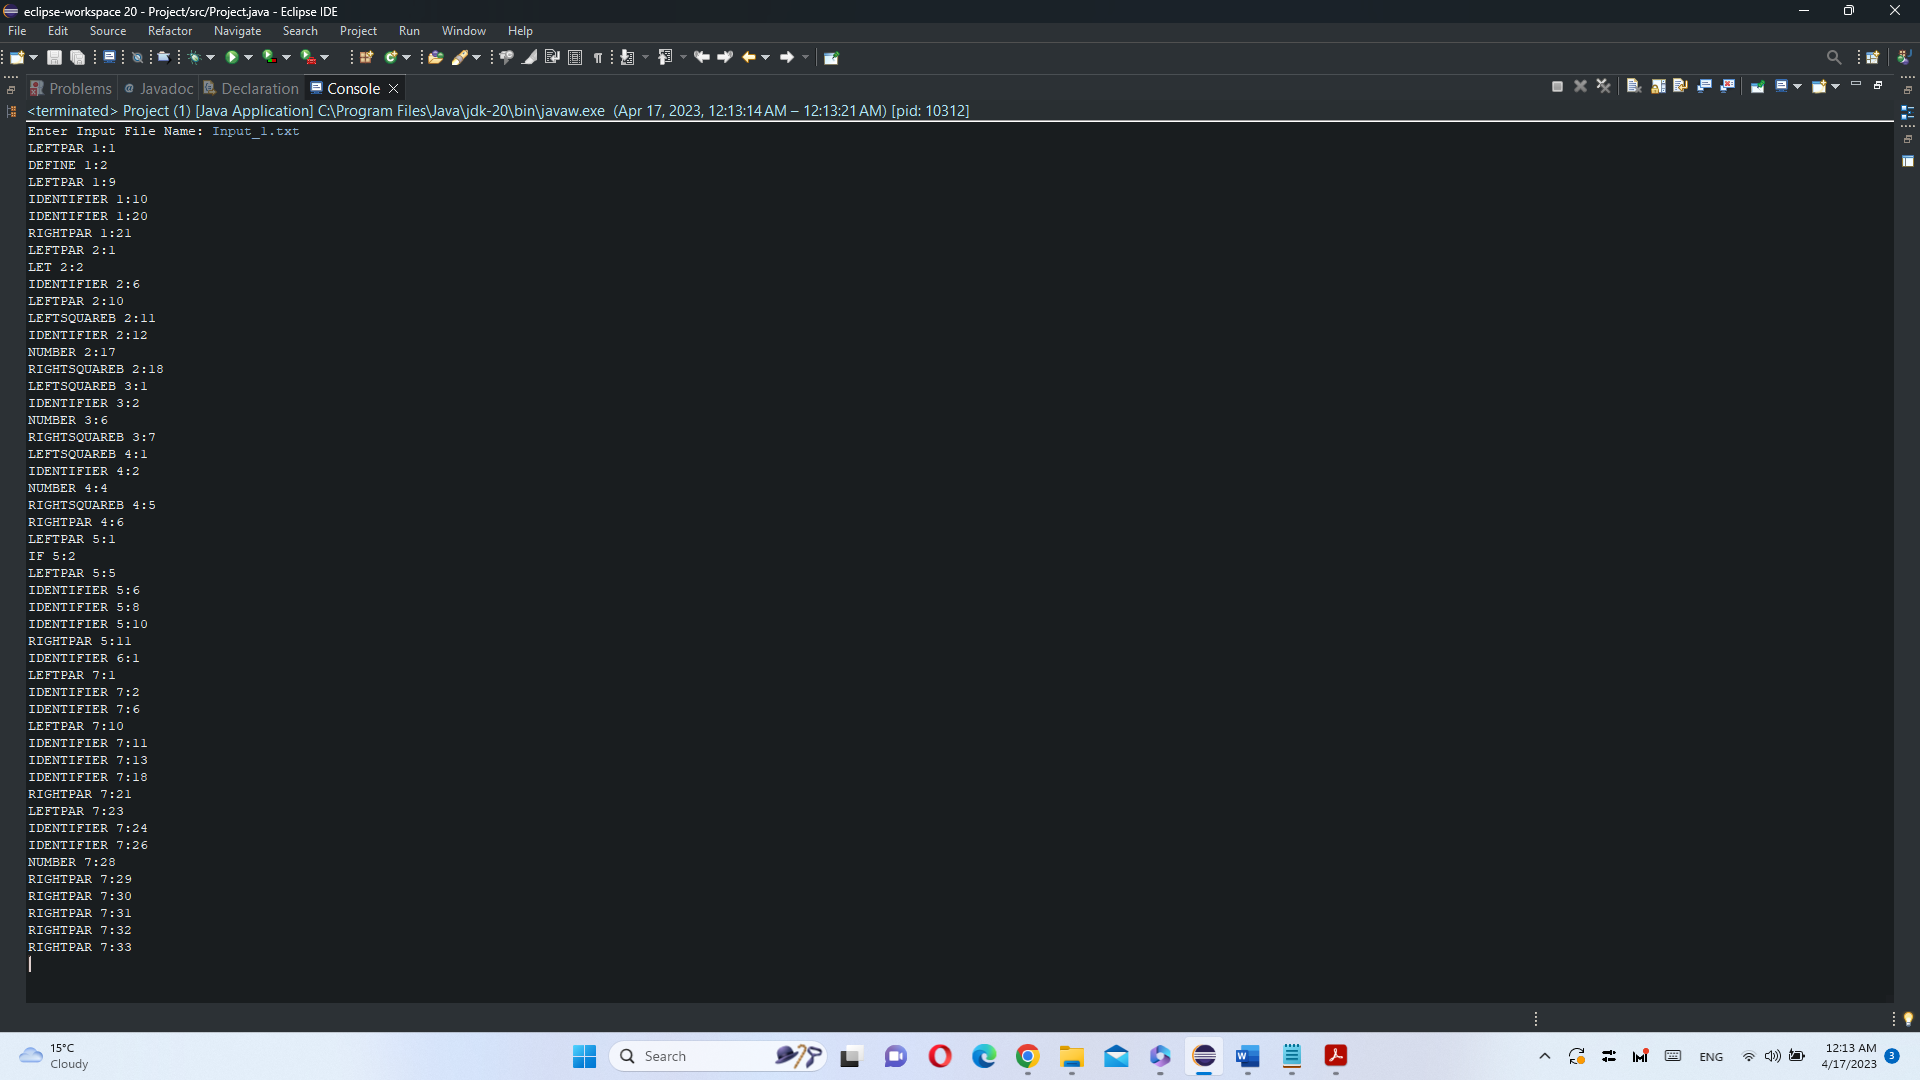 eclipse-workspace 20 - Project/src/Project.java - Eclipse IDE
File Edit Source Refactor Navigate Search Project Run Window Help
Problems Javadoc Declaration Console
<terminated> Project (1) [Java Application] C:\Program Files\Java\jdk-20\bin\javaw.exe (Apr 17, 2023, 12:13:14 AM – 12:13:21 AM) [pid: 10312]
Enter Input File Name: Input_1.txt
LEFTPAR 1:1
DEFINE 1:2
LEFTPAR 1:9
IDENTIFIER 1:10
IDENTIFIER 1:20
RIGHTPAR 1:21
LEFTPAR 2:1
LET 2:2
IDENTIFIER 2:6
LEFTPAR 2:10
LEFTSQUAREB 2:11
IDENTIFIER 2:12
NUMBER 2:17
RIGHTSQUAREB 2:18
LEFTSQUAREB 3:1
IDENTIFIER 3:2
NUMBER 3:6
RIGHTSQUAREB 3:7
LEFTSQUAREB 4:1
IDENTIFIER 4:2
NUMBER 4:4
RIGHTSQUAREB 4:5
RIGHTPAR 4:6
LEFTPAR 5:1
IF 5:2
LEFTPAR 5:5
IDENTIFIER 5:6
IDENTIFIER 5:8
IDENTIFIER 5:10
RIGHTPAR 5:11
IDENTIFIER 6:1
LEFTPAR 7:1
IDENTIFIER 7:2
IDENTIFIER 7:6
LEFTPAR 7:10
IDENTIFIER 7:11
IDENTIFIER 7:13
IDENTIFIER 7:18
RIGHTPAR 7:21
LEFTPAR 7:23
IDENTIFIER 7:24
IDENTIFIER 7:26
NUMBER 7:28
RIGHTPAR 7:29
RIGHTPAR 7:30
RIGHTPAR 7:31
RIGHTPAR 7:32
RIGHTPAR 7:33
15°C
Cloudy
Search
ENG
12:13 AM
4/17/2023
3